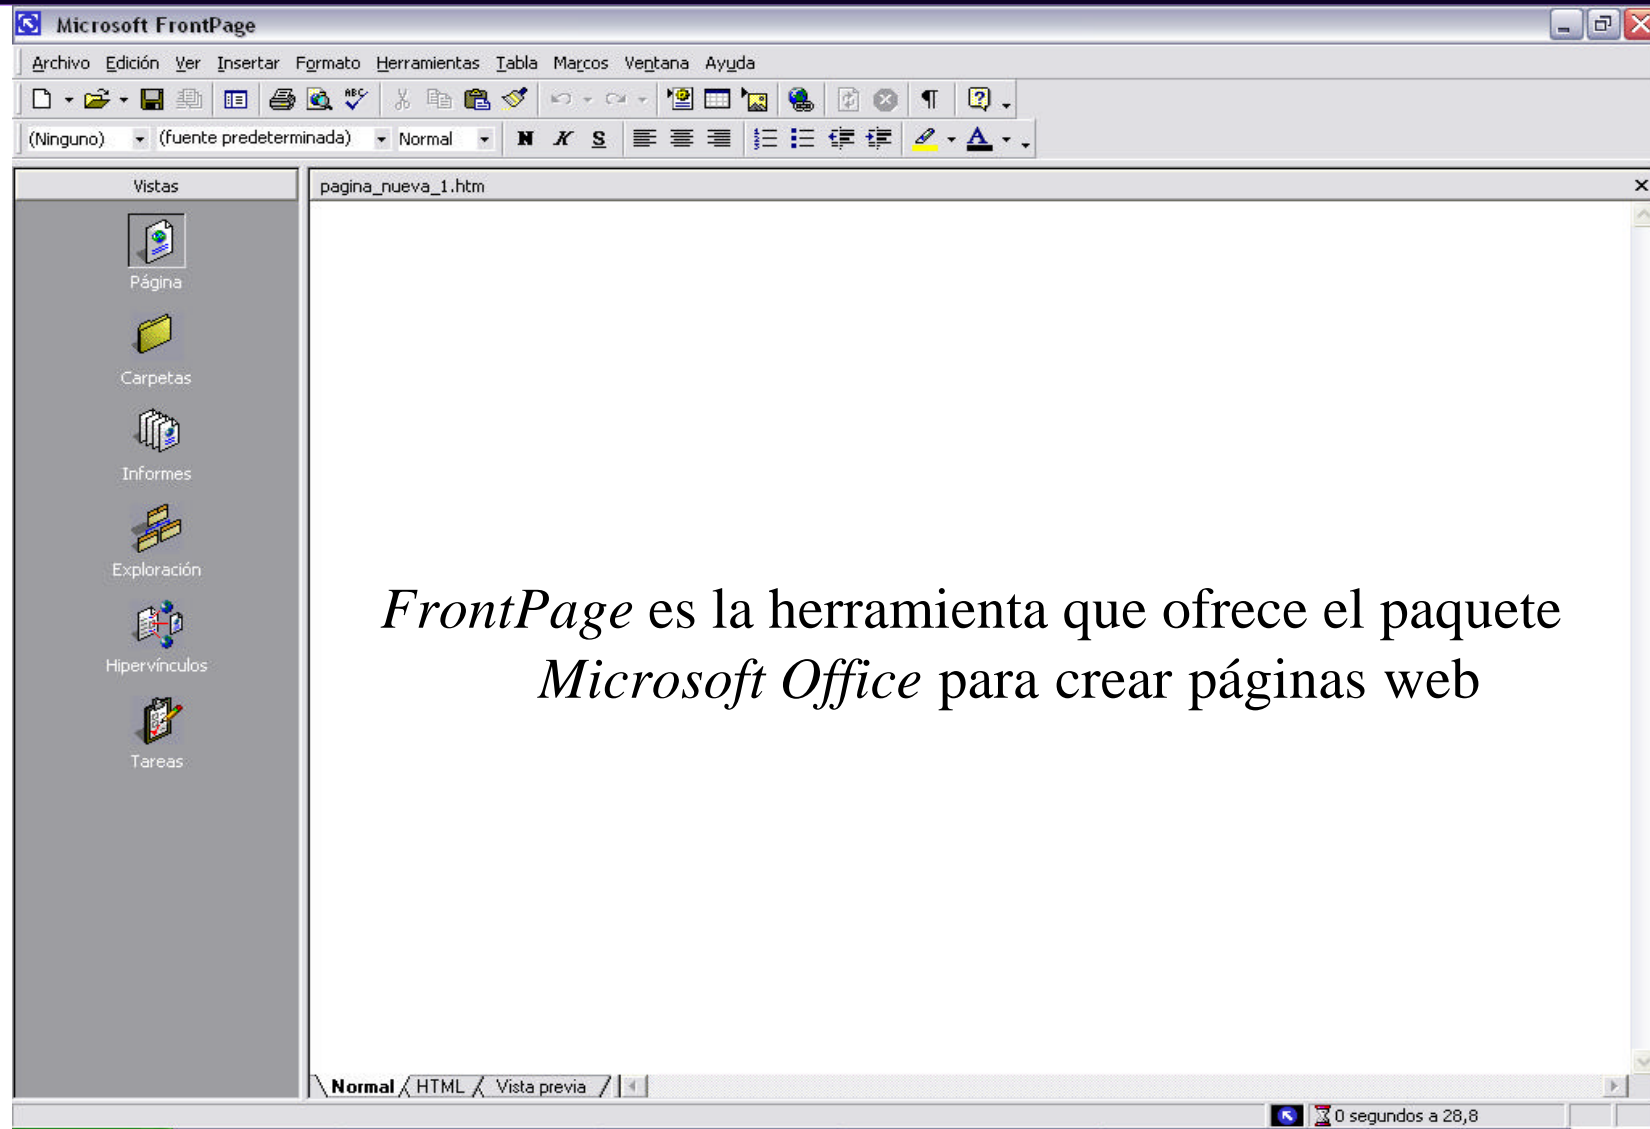 Microsoft FrontPage
Archivo Edición Ver Insertar Formato Herramientas Tabla Marcos Ventana Ayuda
ABC
(Ninguno) (fuente predeterminada) Normal N K S A
Vistas
pagina_nueva_1.htm
Página
Carpetas
Informes
Exploración
Hipervínculos
Tareas
FrontPage es la herramienta que ofrece el paquete
Microsoft Office para crear páginas web
Normal HTML Vista previa
0 segundos a 28,8